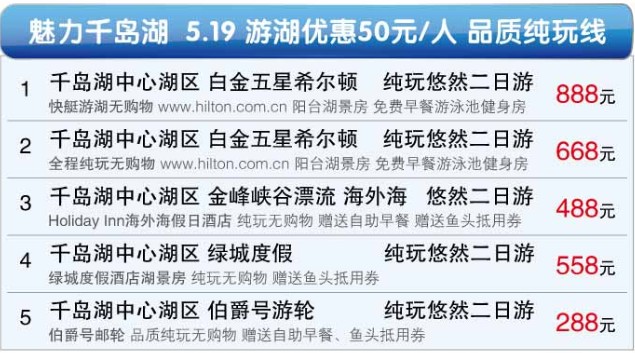 魅力千岛湖 5.19 游湖优惠50元/人 品质纯玩线
1 千岛湖中心湖区 白金五星希尔顿 纯玩悠然二日游 888元
快艇游湖无购物 www.hilton.com.cn 阳台湖景房 免费早餐游泳池健身房
2 千岛湖中心湖区 白金五星希尔顿 纯玩悠然二日游 668元
全程纯玩无购物 www.hilton.com.cn 阳台湖景房 免费早餐游泳池健身房
3 千岛湖中心湖区 金峰峡谷漂流 海外海 悠然二日游 488元
Holiday Inn海外海假日酒店 纯玩无购物 赠送自助早餐 赠送鱼头抵用券
4 千岛湖中心湖区 绿城度假 纯玩悠然二日游 558元
绿城度假酒店湖景房 纯玩无购物 赠送鱼头抵用券
5 千岛湖中心湖区 伯爵号游轮 纯玩悠然二日游 288元
伯爵号邮轮 品质纯玩无购物 赠送自助早餐、鱼头抵用券